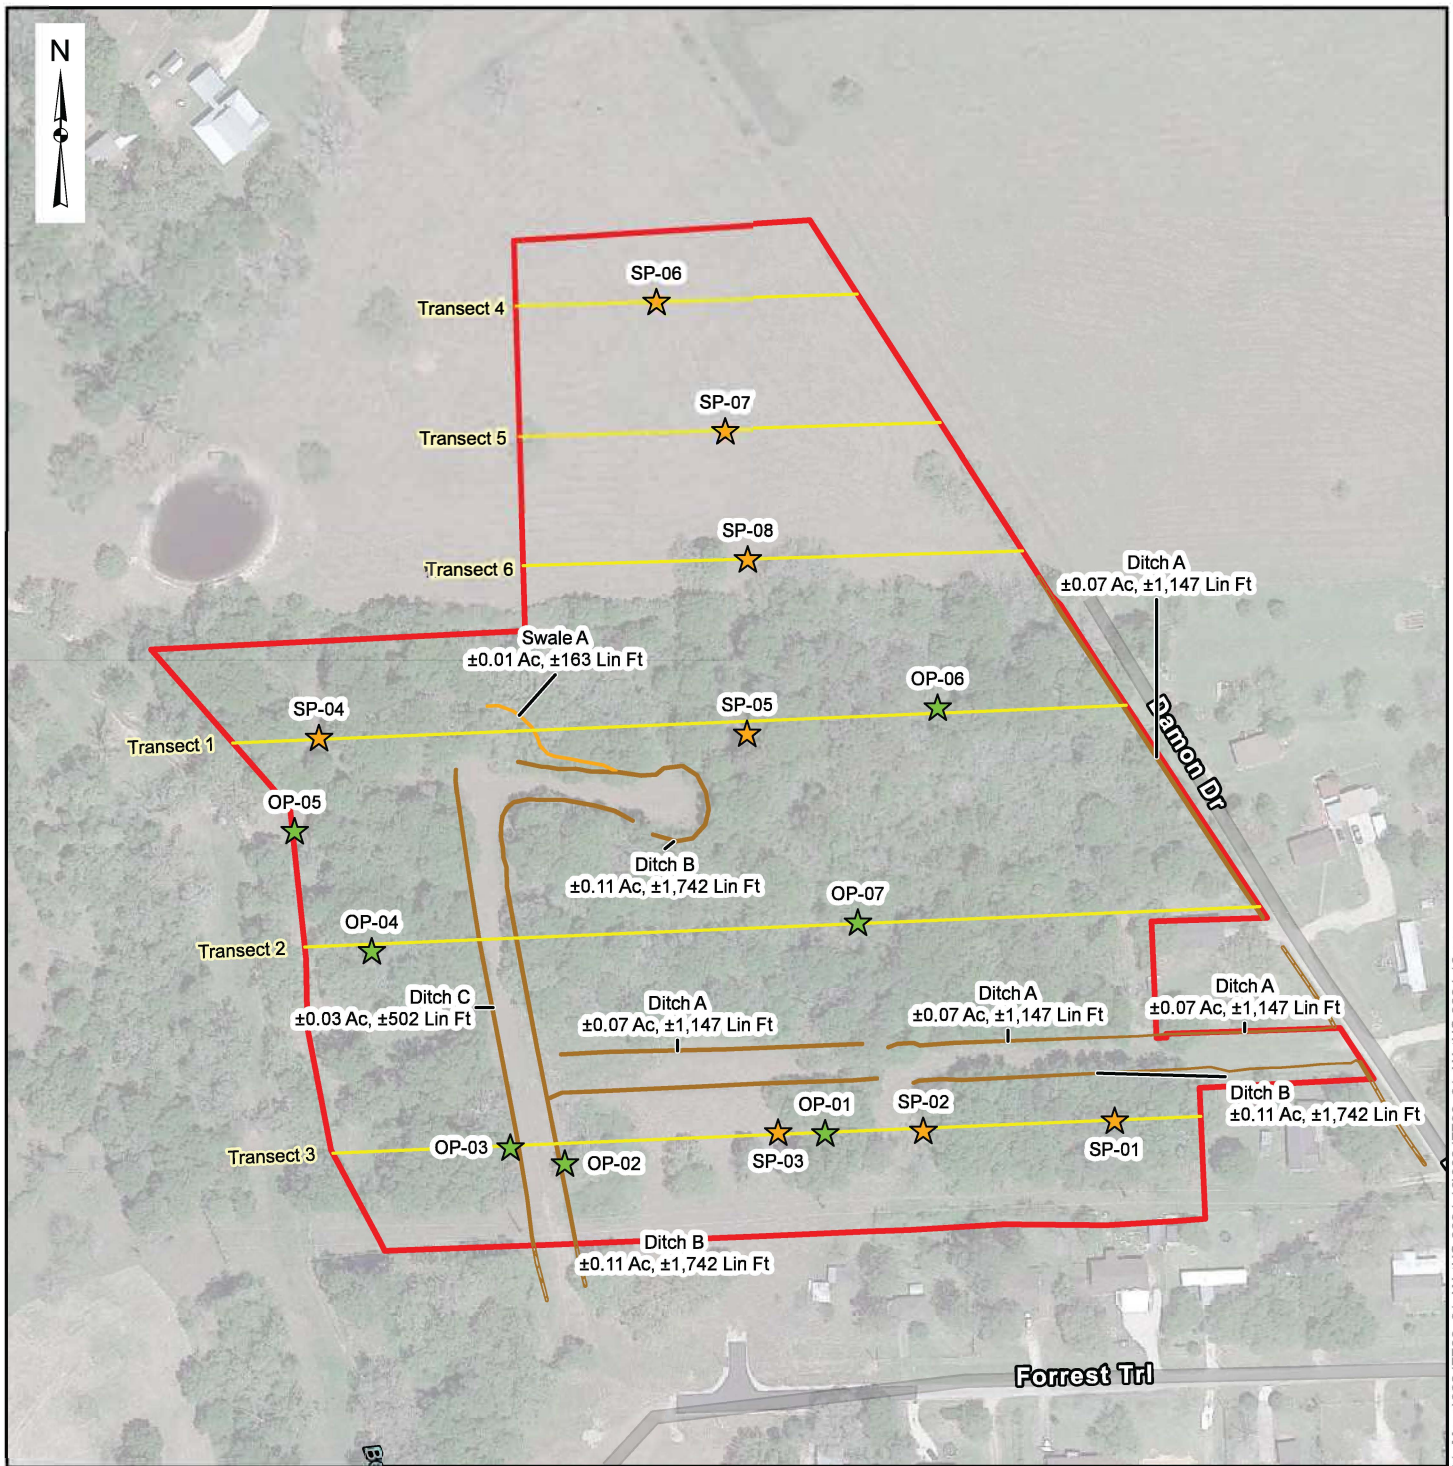 N
SP-06
Transect 4
SP-07
Transect 5
SP-08
Transect 6
Ditch A
±0.07 Ac, ±1,147 Lin Ft
Swale A
±0.01 Ac, ±163 Lin Ft
OP-06
SP-04
SP-05
Transect 1
Damon Dr
OP-05
Ditch B
±0.11 Ac, ±1,742 Lin Ft
OP-07
OP-04
Transect 2
Ditch C
±0.03 Ac, ±502 Lin Ft
Ditch A
±0.07 Ac, ±1,147 Lin Ft
Ditch A
±0.07 Ac, ±1,147 Lin Ft
Ditch A
±0.07 Ac, ±1,147 Lin Ft
Ditch B
±0.11 Ac, ±1,742 Lin Ft
OP-01
SP-02
OP-03
OP-02
SP-03
SP-01
Transect 3
Ditch B
±0.11 Ac, ±1,742 Lin Ft
Forrest Trl